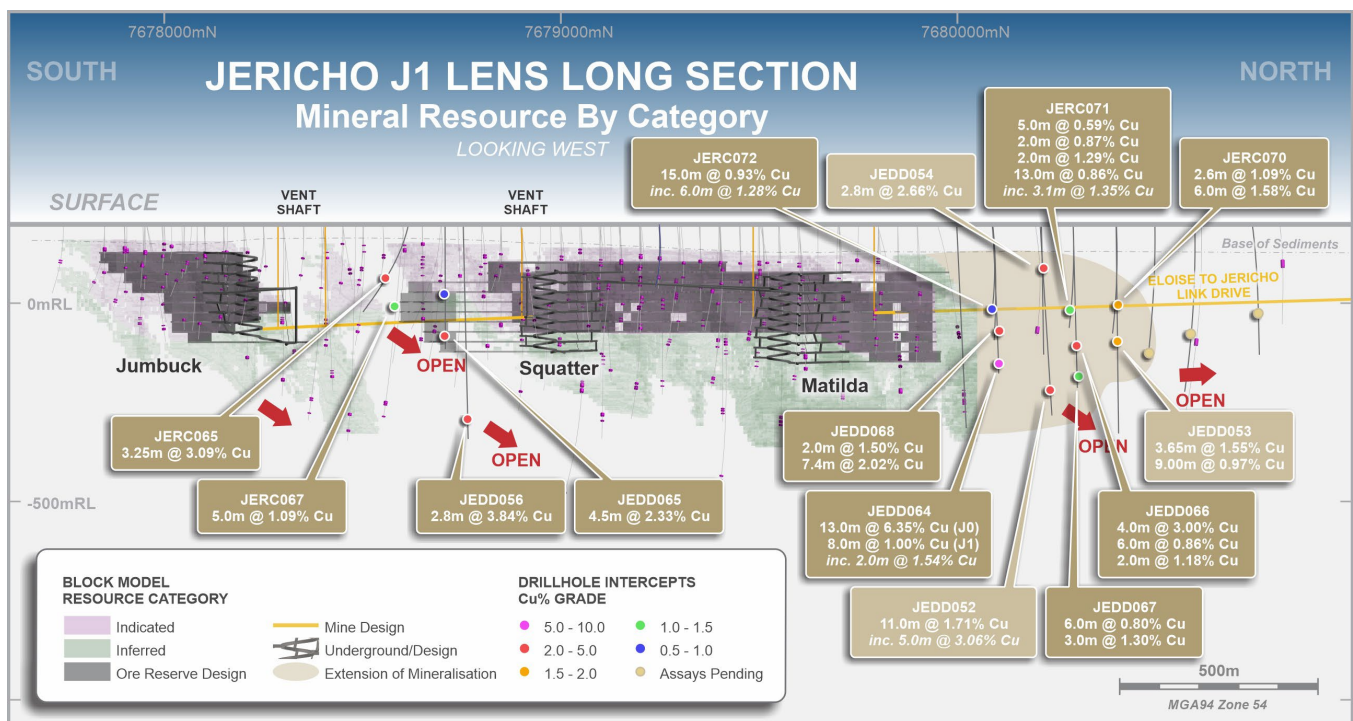 7678000mN
7679000mN
7680000mN
SOUTH
NORTH
JERICHO J1 LENS LONG SECTION
Mineral Resource By Category
LOOKING WEST
SURFACE
VENT
SHAFT
VENT
SHAFT
JERC072
15.0m @ 0.93% Cu
inc. 6.0m @ 1.28% Cu
JEDD054
2.8m @ 2.66% Cu
JERC071
5.0m @ 0.59% Cu
2.0m @ 0.87% Cu
2.0m @ 1.29% Cu
13.0m @ 0.86% Cu
inc. 3.1m @ 1.35% Cu
JERC070
2.6m @ 1.09% Cu
6.0m @ 1.58% Cu
Base of Sediments
ELOISE TO JERICHO
LINK DRIVE
0mRL
Jumbuck
OPEN
Squatter
Matilda
OPEN
OPEN
OPEN
JERC065
3.25m @ 3.09% Cu
JERC067
5.0m @ 1.09% Cu
JEDD056
2.8m @ 3.84% Cu
JEDD065
4.5m @ 2.33% Cu
JEDD068
2.0m @ 1.50% Cu
7.4m @ 2.02% Cu
JEDD053
3.65m @ 1.55% Cu
9.00m @ 0.97% Cu
JEDD064
13.0m @ 6.35% Cu (J0)
8.0m @ 1.00% Cu (J1)
inc. 2.0m @ 1.54% Cu
JEDD066
4.0m @ 3.00% Cu
6.0m @ 0.86% Cu
2.0m @ 1.18% Cu
JEDD052
11.0m @ 1.71% Cu
inc. 5.0m @ 3.06% Cu
JEDD067
6.0m @ 0.80% Cu
3.0m @ 1.30% Cu
-500mRL
BLOCK MODEL
RESOURCE CATEGORY
Indicated
Inferred
Ore Reserve Design
Mine Design
Underground/Design
Extension of Mineralisation
DRILLHOLE INTERCEPTS
Cu% GRADE
5.0 - 10.0
2.0 - 5.0
1.5 - 2.0
1.0 - 1.5
0.5 - 1.0
Assays Pending
500m
MGA94 Zone 54